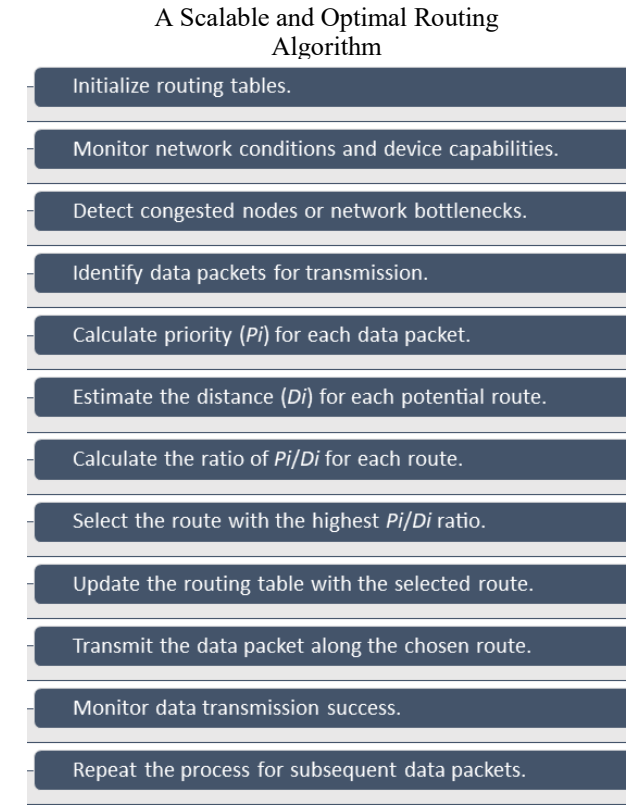 A Scalable and Optimal Routing
Algorithm
Initialize routing tables.
Monitor network conditions and device capabilities.
Detect congested nodes or network bottlenecks.
Identify data packets for transmission.
Calculate priority (Pi) for each data packet.
Estimate the distance (Di) for each potential route.
Calculate the ratio of Pi/Di for each route.
Select the route with the highest Pi/Di ratio.
Update the routing table with the selected route.
Transmit the data packet along the chosen route.
Monitor data transmission success.
Repeat the process for subsequent data packets.